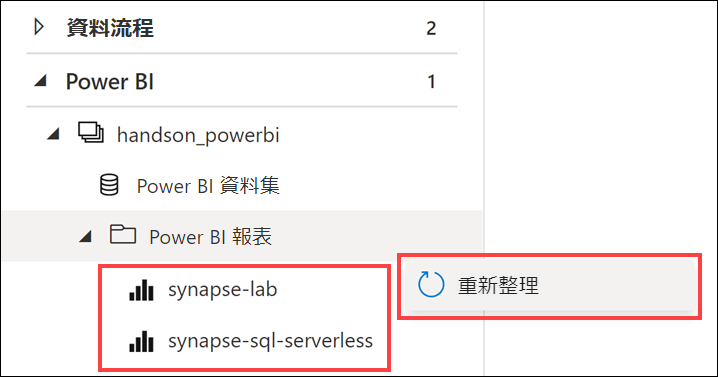 資料流程 2
Power BI 1
handson_powerbi
Power BI 資料集
Power BI 報表
synapse-lab
重新整理
synapse-sql-serverless